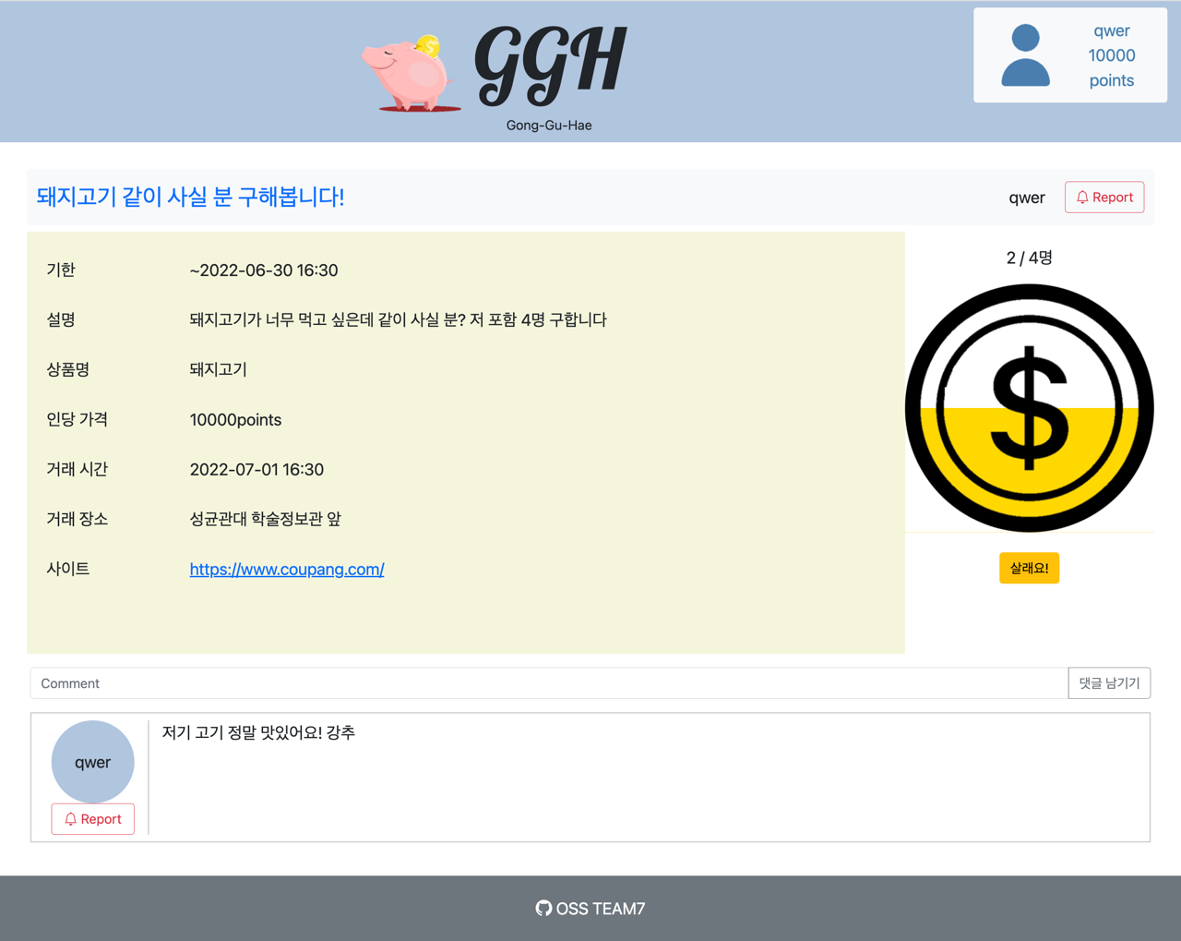 GGH
Gong-Gu-Hae
qwer
10000
points
돼지고기 같이 사실 분 구해봅니다!
qwer
Report
기한 ~2022-06-30 16:30
설명 돼지고기가 너무 먹고 싶은데 같이 사실 분? 저 포함 4명 구합니다
상품명 돼지고기
인당 가격 10000points
거래 시간 2022-07-01 16:30
거래 장소 성균관대 학술정보관 앞
사이트 https://www.coupang.com/
2 / 4명
$
살래요!
Comment
댓글 남기기
qwer
Report
저기 고기 정말 맛있어요! 강추
OSS TEAM7